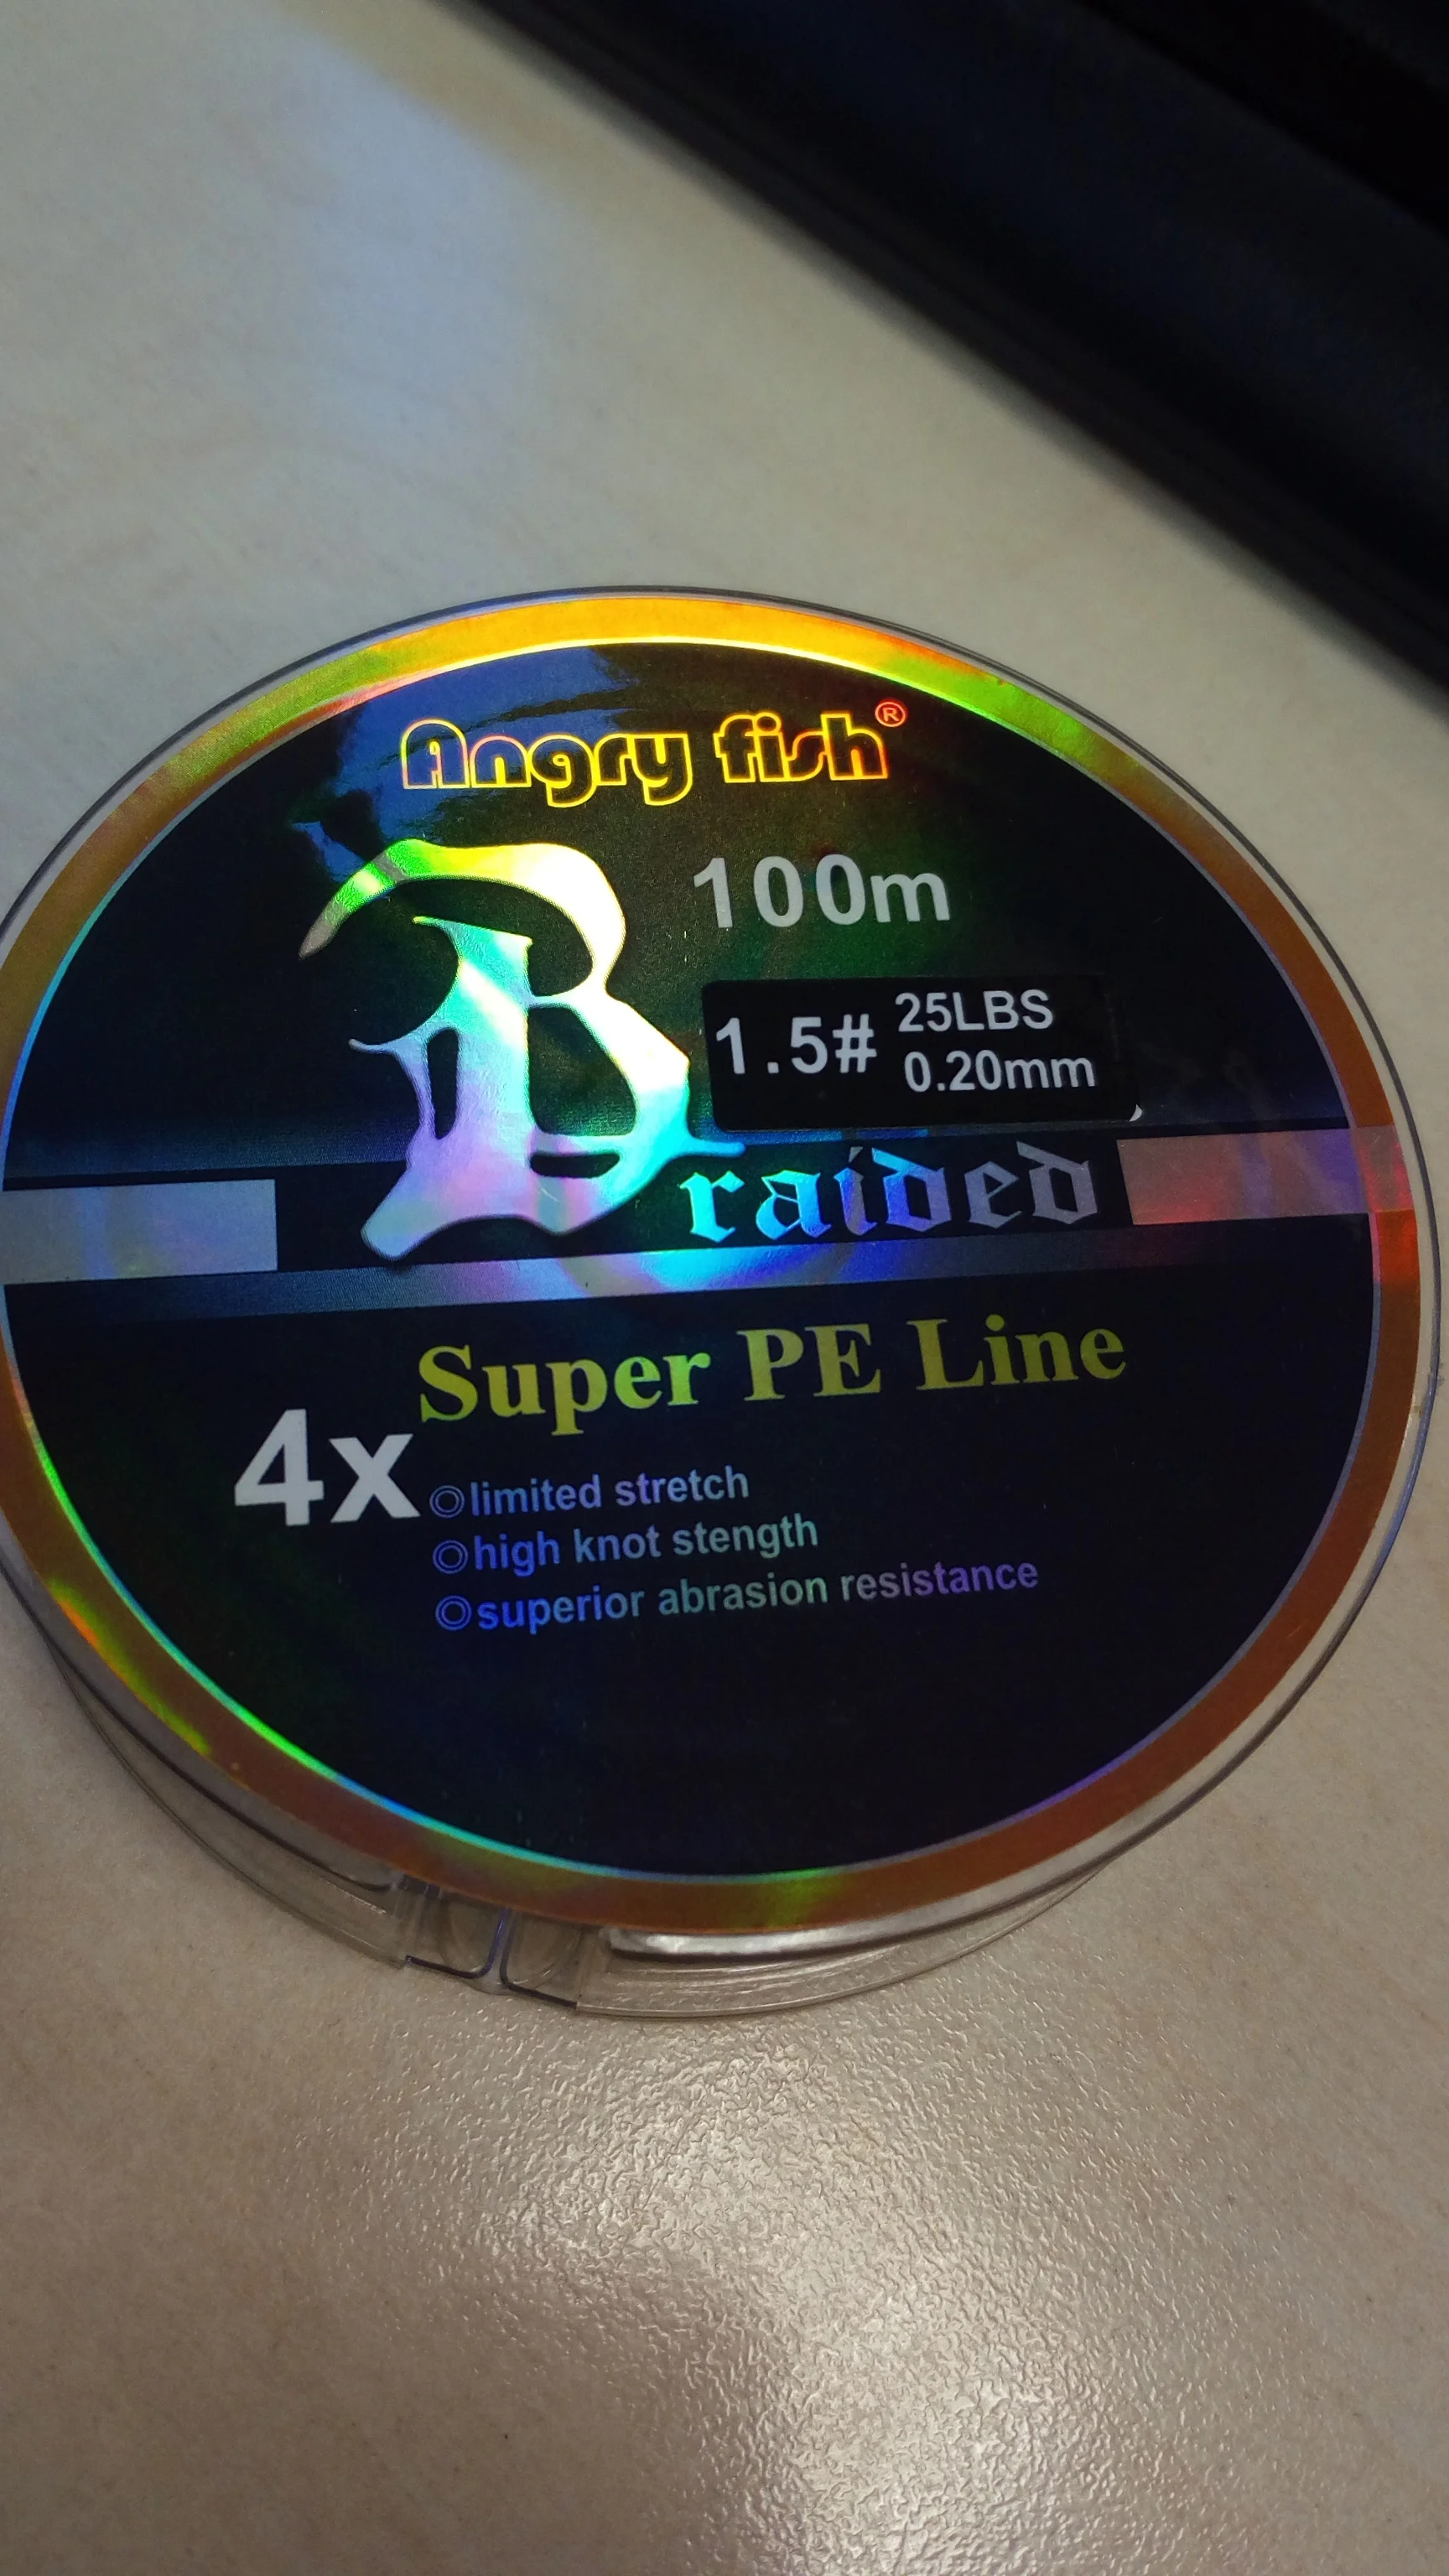 Angry fish®
100m
1.5# 25LBS
0.20mm
Braided
Super PE Line
4x
◎limited stretch
◎high knot stength
◎superior abrasion resistance